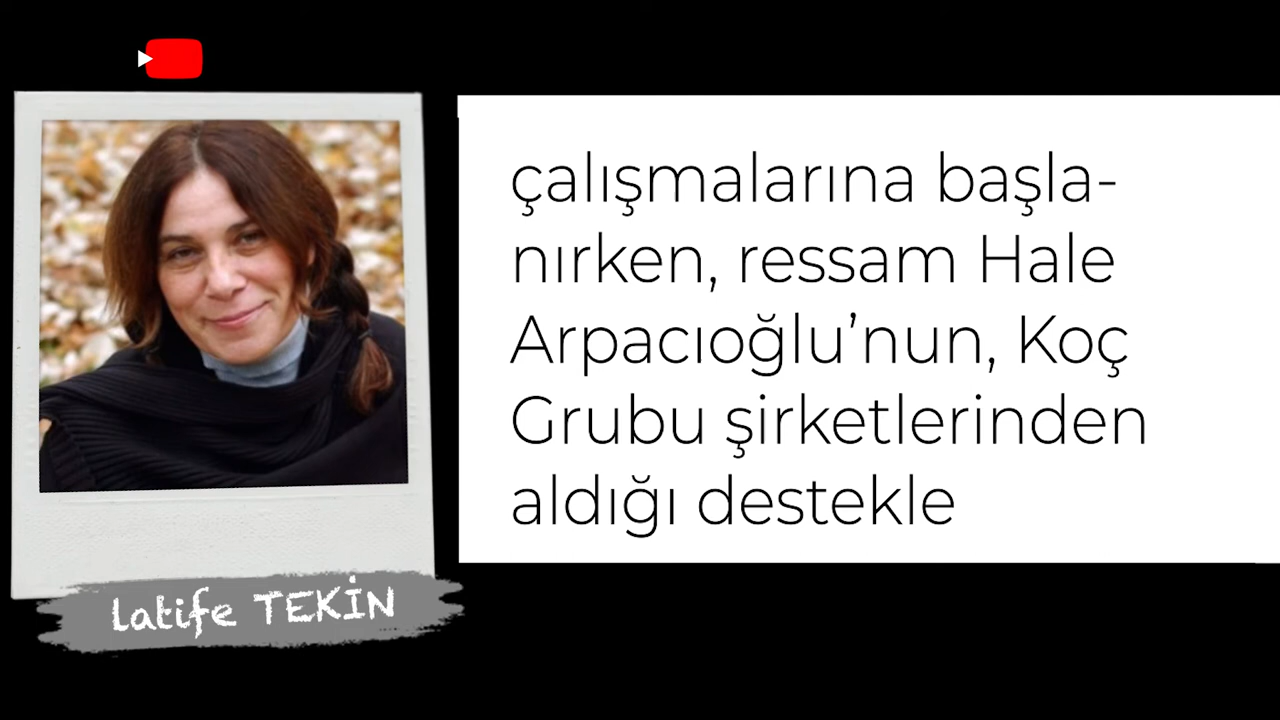 çalışmalarına başla-
nırken, ressam Hale
Arpacıoğlu’nun, Koç
Grubu şirketlerinden
aldığı destekle
latife TEKİN